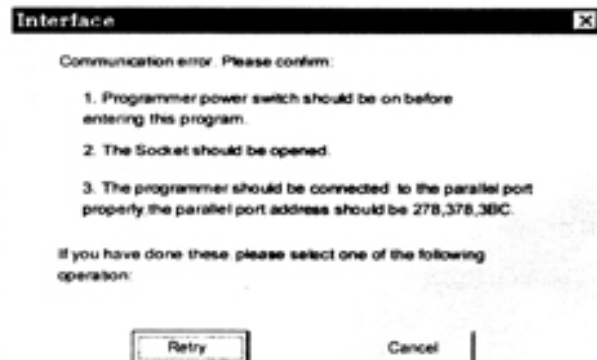 Interface
Communication error. Please confirm:
1. Programmer power switch should be on before
entering this program.
2. The Socket should be opened.
3. The programmer should be connected to the parallel port
properly.the parallel port address should be 278,378,3BC.
If you have done these please select one of the following
operation:
Retry
Cancel